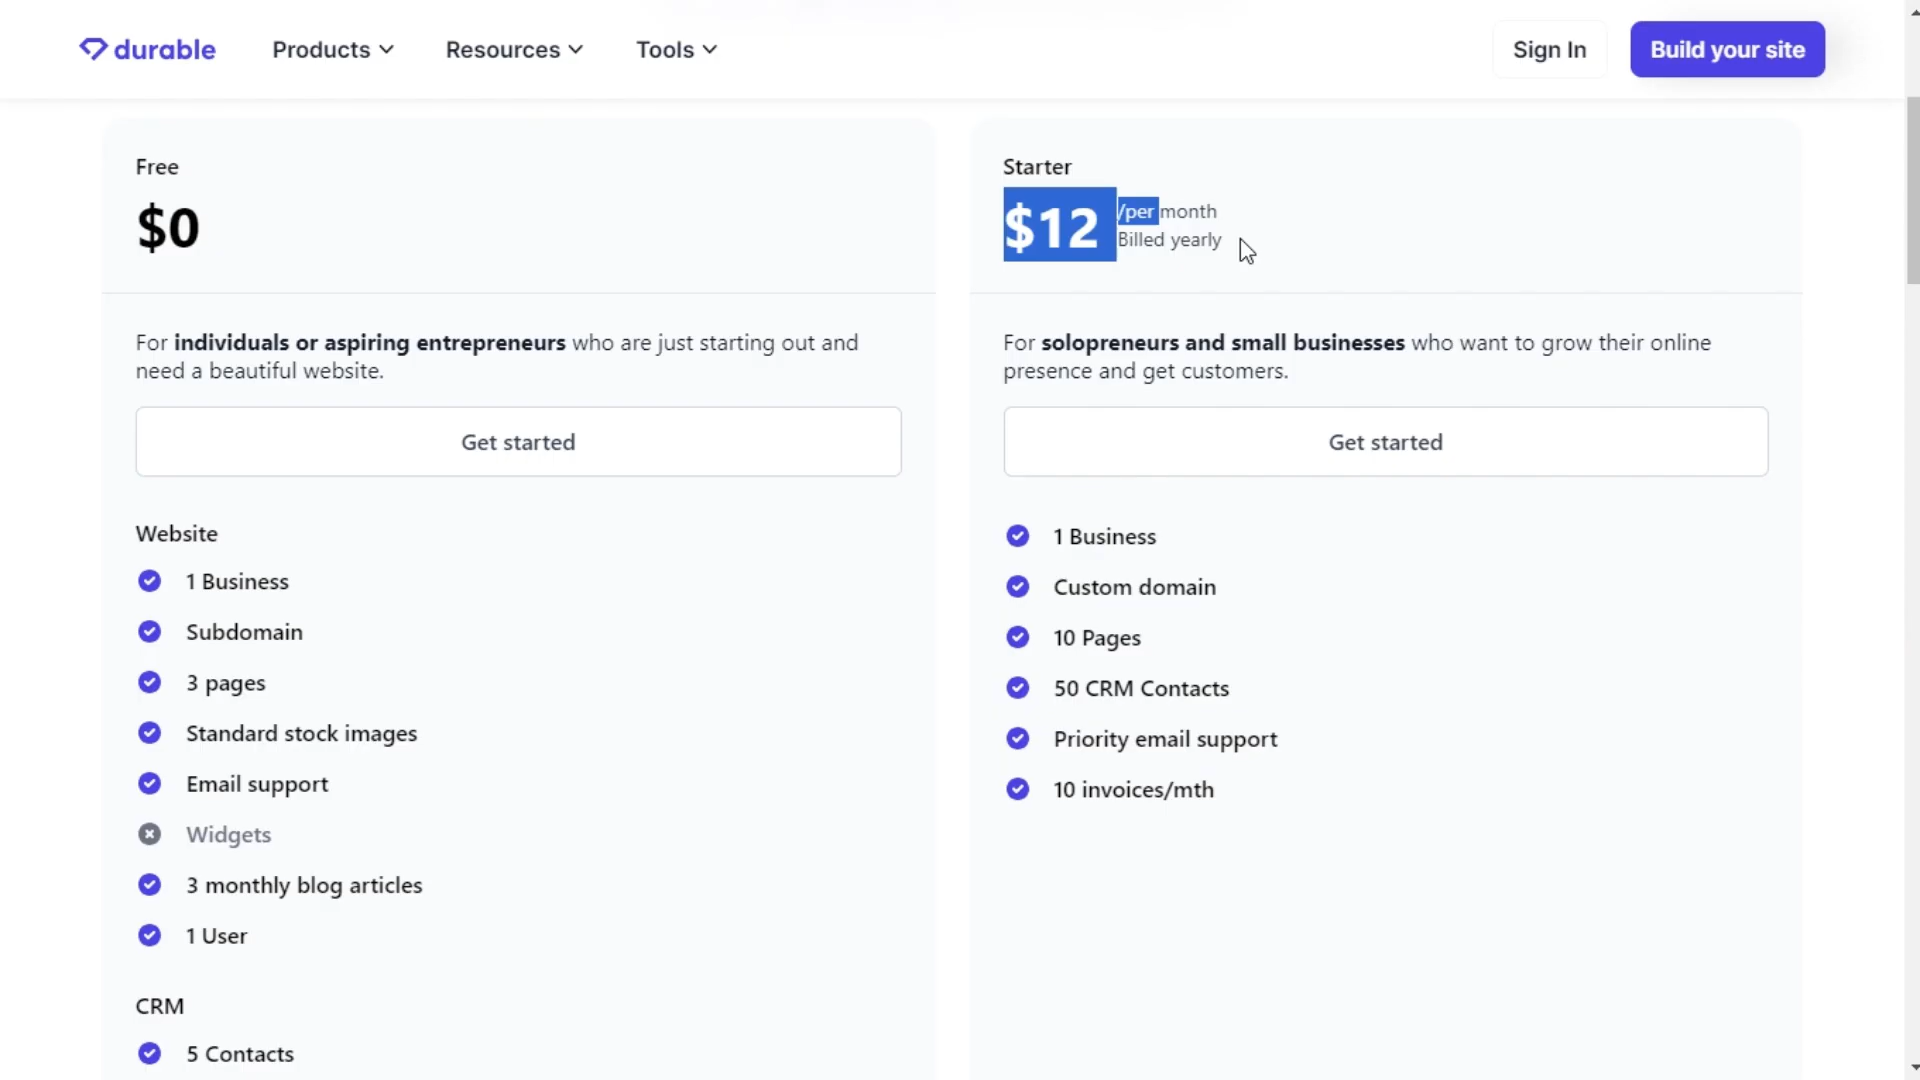 durable
Products
Resources
Tools
Sign In
Build your site
Free
$0
For individuals or aspiring entrepreneurs who are just starting out and
need a beautiful website.
Get started
Website
1 Business
Subdomain
3 pages
Standard stock images
Email support
Widgets
3 monthly blog articles
1 User
CRM
5 Contacts
Starter
$12 /per month
Billed yearly
For solopreneurs and small businesses who want to grow their online
presence and get customers.
Get started
1 Business
Custom domain
10 Pages
50 CRM Contacts
Priority email support
10 invoices/mth